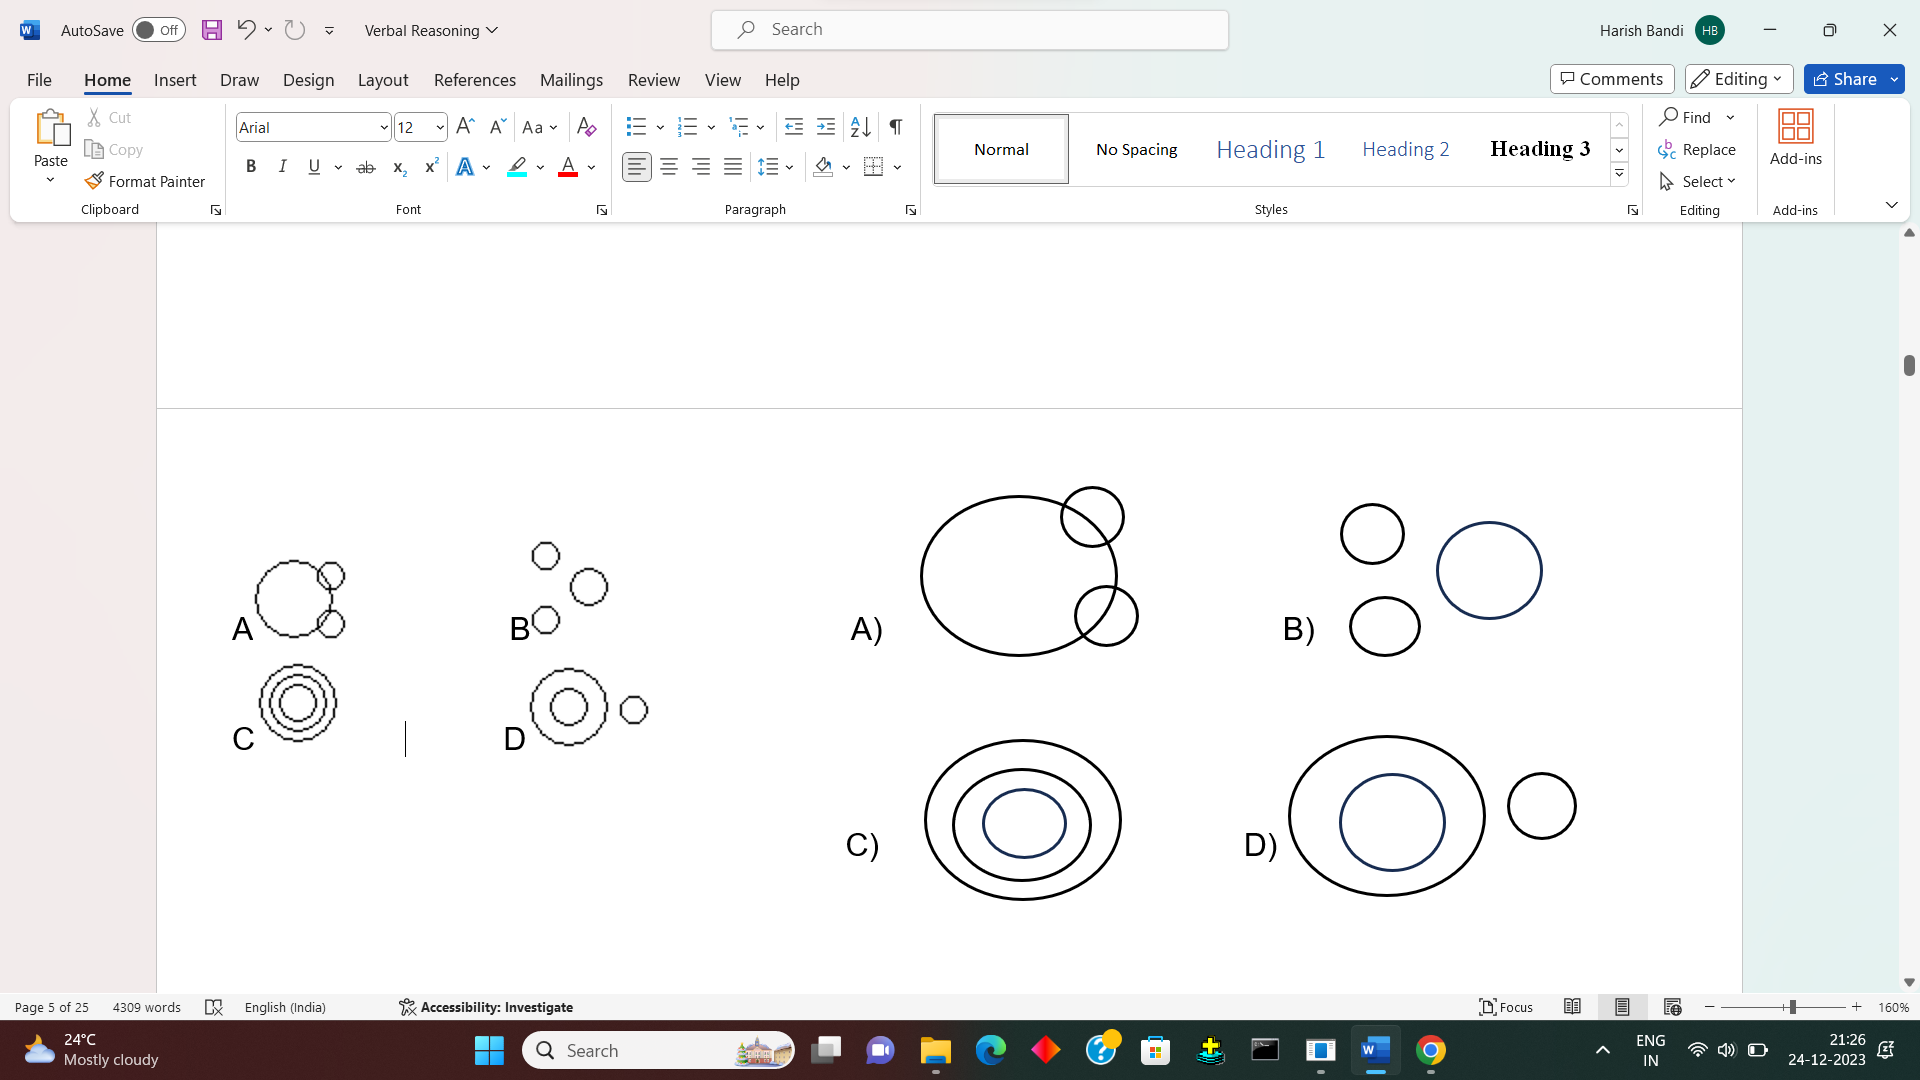 AutoSave Off Verbal Reasoning Search Harish Bandi HB
File Home Insert Draw Design Layout References Mailings Review View Help Comments Editing Share
Paste Cut Copy Format Painter Clipboard
Arial 12 Aa
B I U ab x2 x2 A A
Font
Paragraph
Normal No Spacing Heading 1 Heading 2 Heading 3
Styles
Find
Replace
Select
Editing
Add-ins
Add-ins
A B A) B)
C D C) D)
Page 5 of 25 4309 words English (India) Accessibility: Investigate Focus 160%
24°C
Mostly cloudy
Search
ENG
IN
21:26
24-12-2023